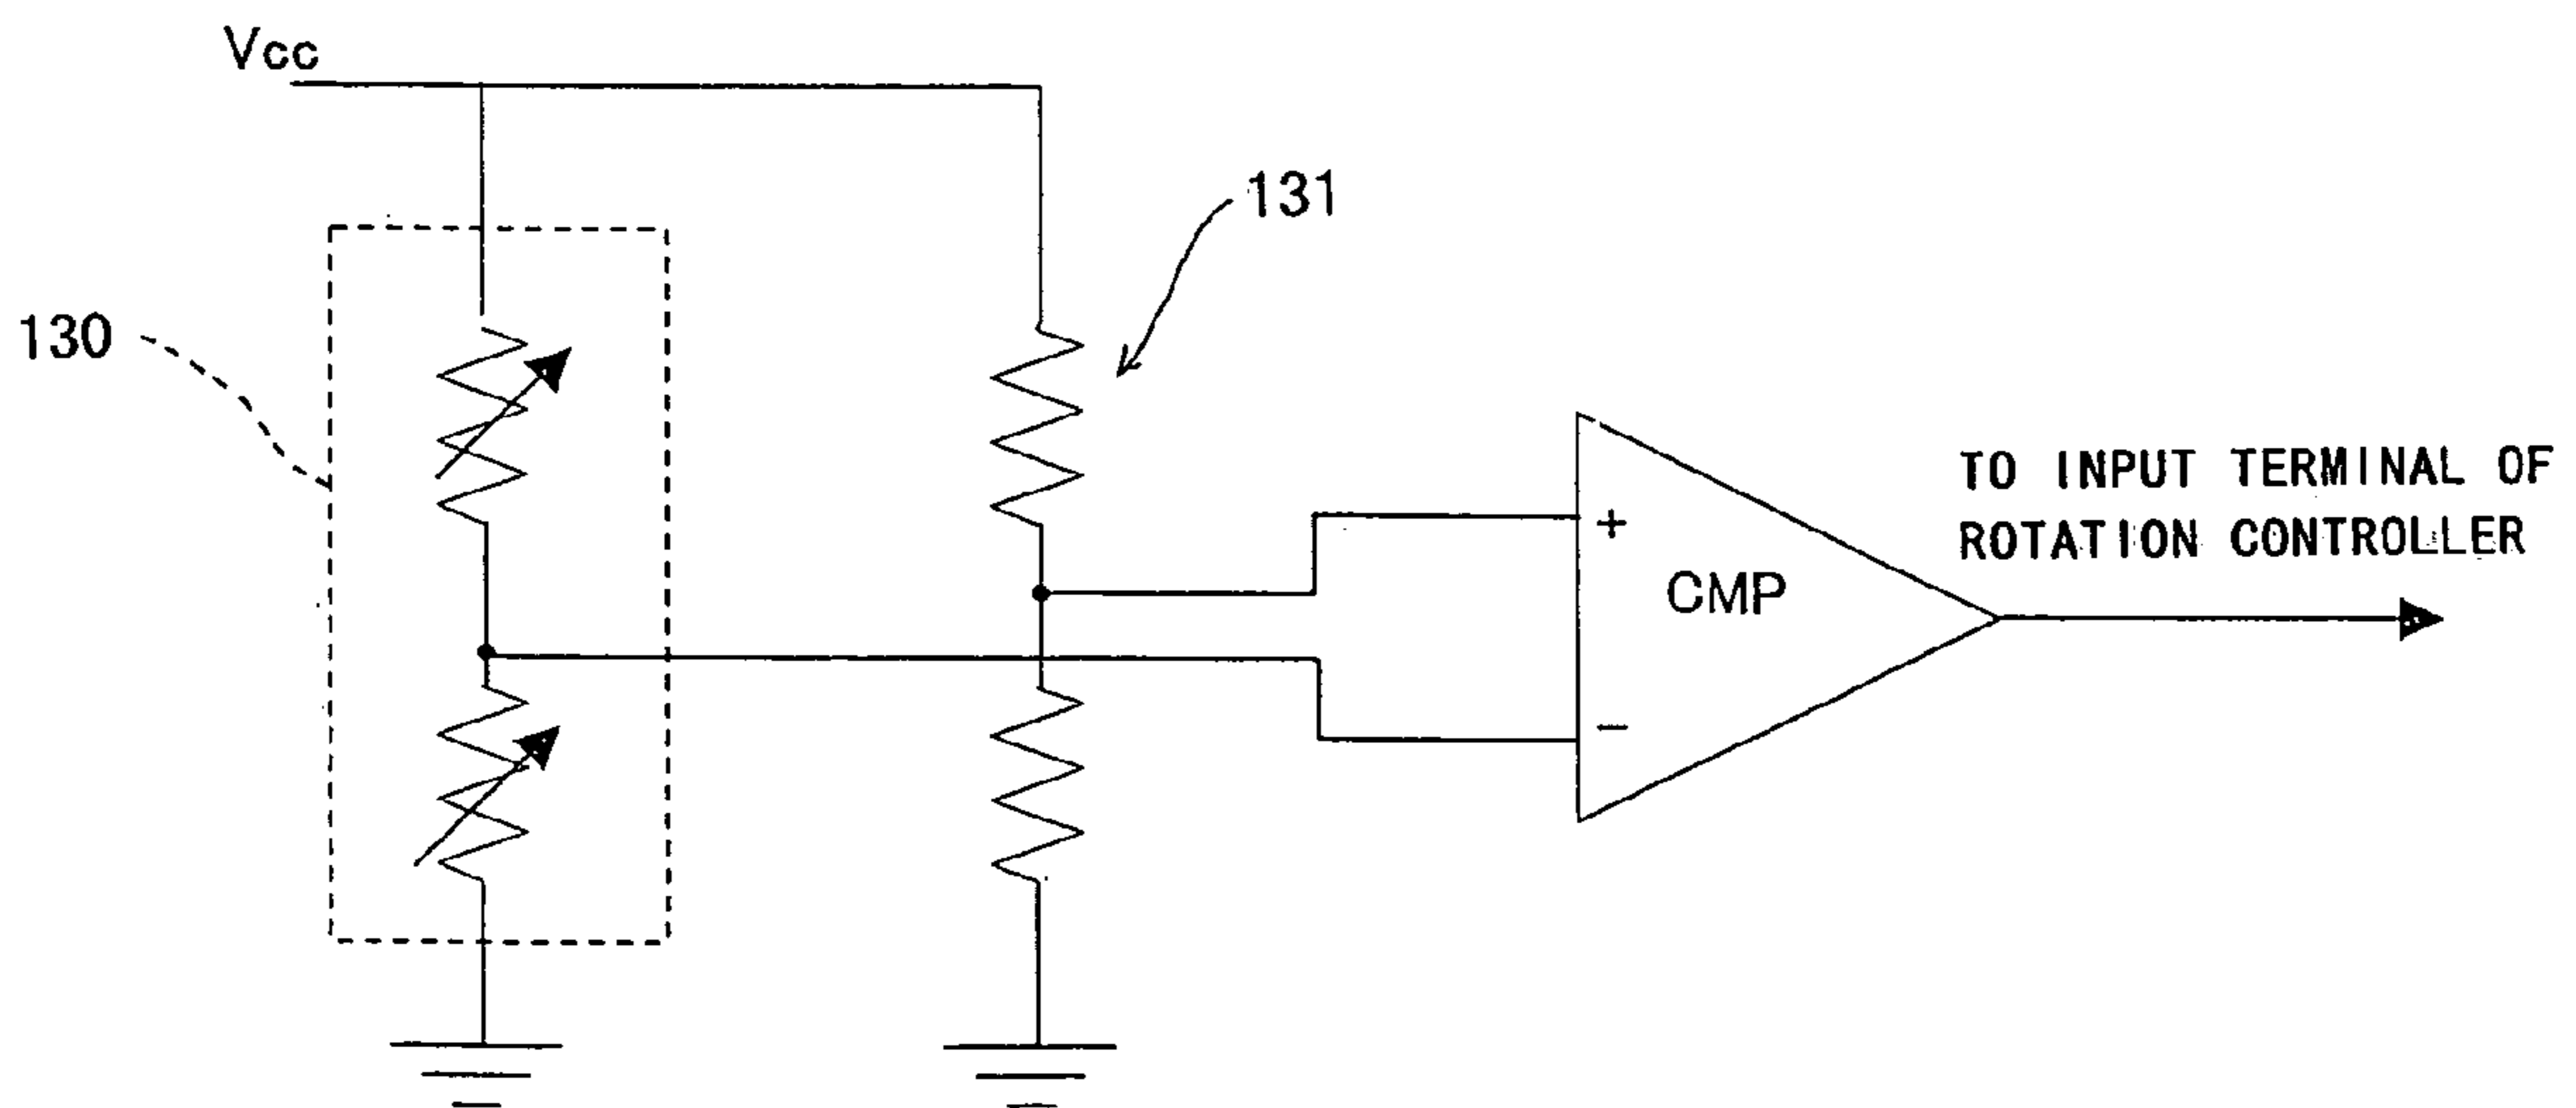 Vcc
131
130
+
CMP
−
TO INPUT TERMINAL OF
ROTATION CONTROLLER